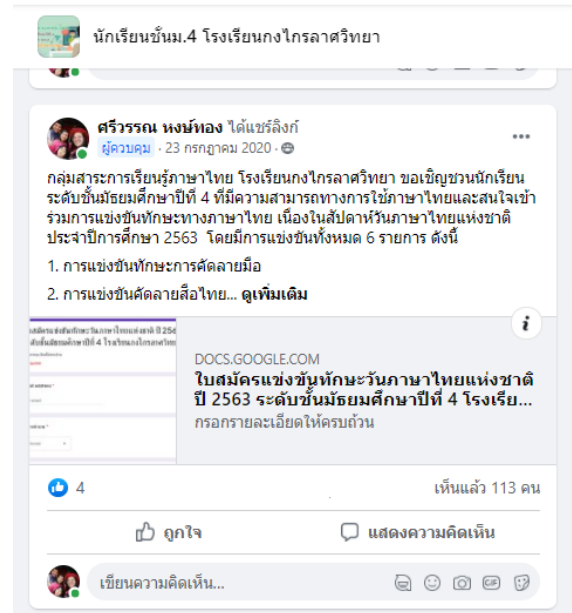 นักเรียนชั้นม.4 โรงเรียนกงไกรลาศวิทยา
ศรีวรรณ หงษ์ทอง ได้แชร์ลิงก์
ผู้ควบคุม · 23 กรกฎาคม 2020 ·
กลุ่มสาระการเรียนรู้ภาษาไทย โรงเรียนกงไกรลาศวิทยา ขอเชิญชวนนักเรียน
ระดับชั้นมัธยมศึกษาปีที่ 4 ที่มีความสามารถทางการใช้ภาษาไทยและสนใจเข้า
ร่วมการแข่งขันทักษะทางภาษาไทย เนื่องในสัปดาห์วันภาษาไทยแห่งชาติ
ประจำปีการศึกษา 2563 โดยมีการแข่งขันทั้งหมด 6 รายการ ดังนี้
1. การแข่งขันทักษะการคัดลายมือ
2. การแข่งขันคัดลายสือไทย... ดูเพิ่มเติม
DOCS.GOOGLE.COM
ใบสมัครแข่งขันทักษะวันภาษาไทยแห่งชาติ
ปี 2563 ระดับชั้นมัธยมศึกษาปีที่ 4 โรงเรีย...
กรอกรายละเอียดให้ครบถ้วน
4
เห็นแล้ว 113 คน
ถูกใจ
แสดงความคิดเห็น
เขียนความคิดเห็น...
GIF